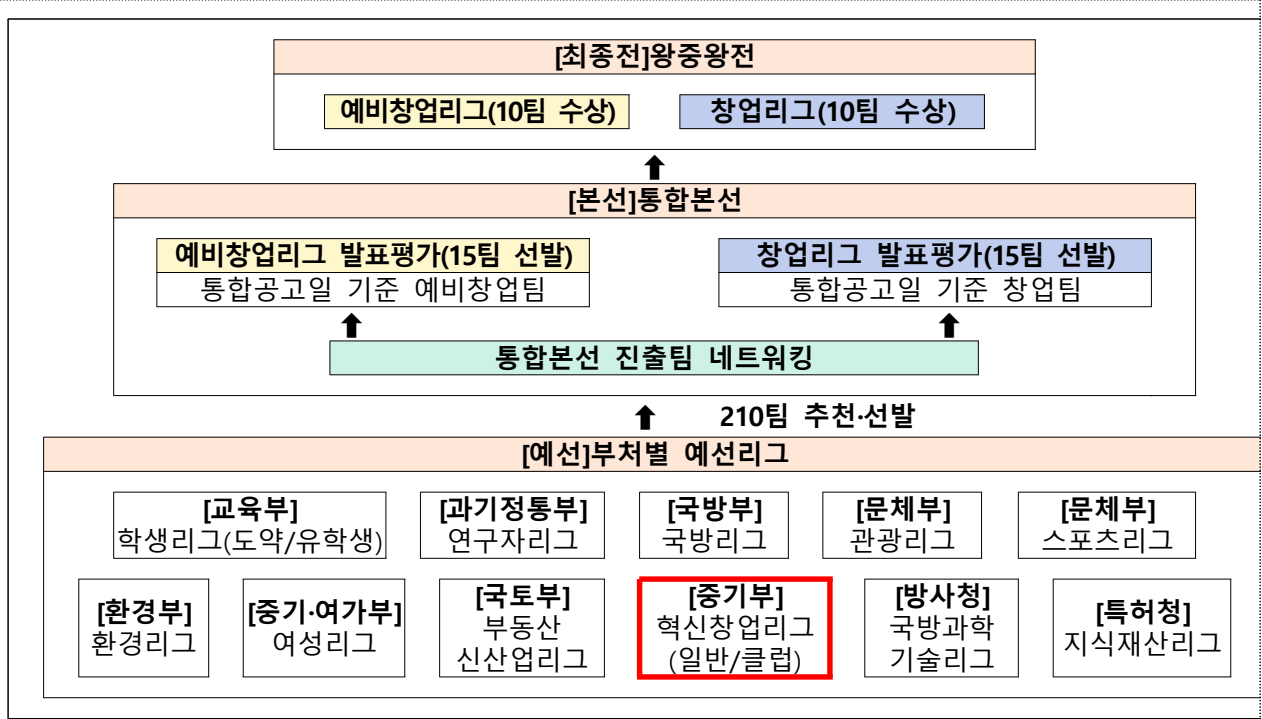 [최종전]왕중왕전
예비창업리그(10팀 수상)
창업리그(10팀 수상)
[본선]통합본선
예비창업리그 발표평가(15팀 선발)
통합공고일 기준 예비창업팀
창업리그 발표평가(15팀 선발)
통합공고일 기준 창업팀
통합본선 진출팀 네트워킹
210팀 추천·선발
[예선]부처별 예선리그
[교육부]
학생리그(도약/유학생)
[과기정통부]
연구자리그
[국방부]
국방리그
[문체부]
관광리그
[문체부]
스포츠리그
[환경부]
환경리그
[중기·여가부]
여성리그
[국토부]
부동산
신산업리그
[중기부]
혁신창업리그
(일반/클럽)
[방사청]
국방과학
기술리그
[특허청]
지식재산리그